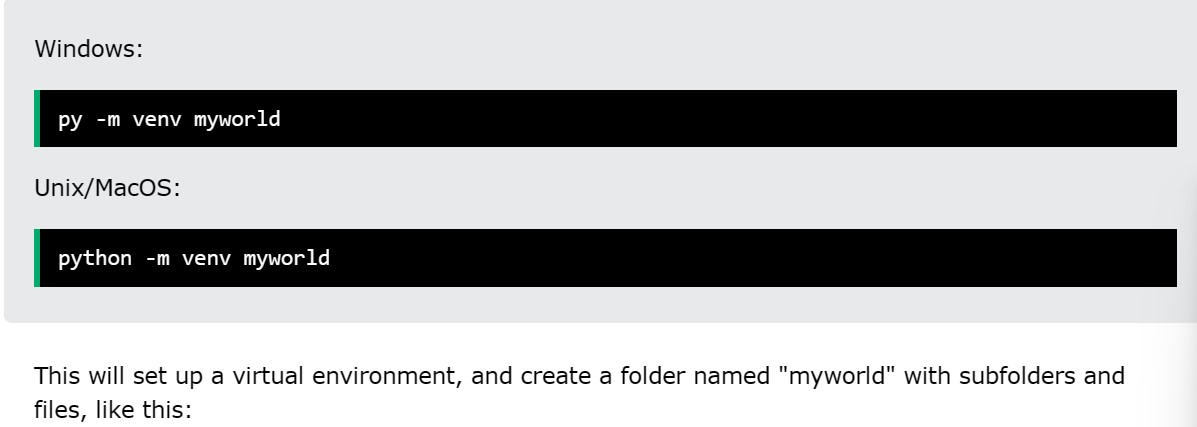 Windows:
py -m venv myworld
Unix/MacOS:
python -m venv myworld
This will set up a virtual environment, and create a folder named "myworld" with subfolders and
files, like this: